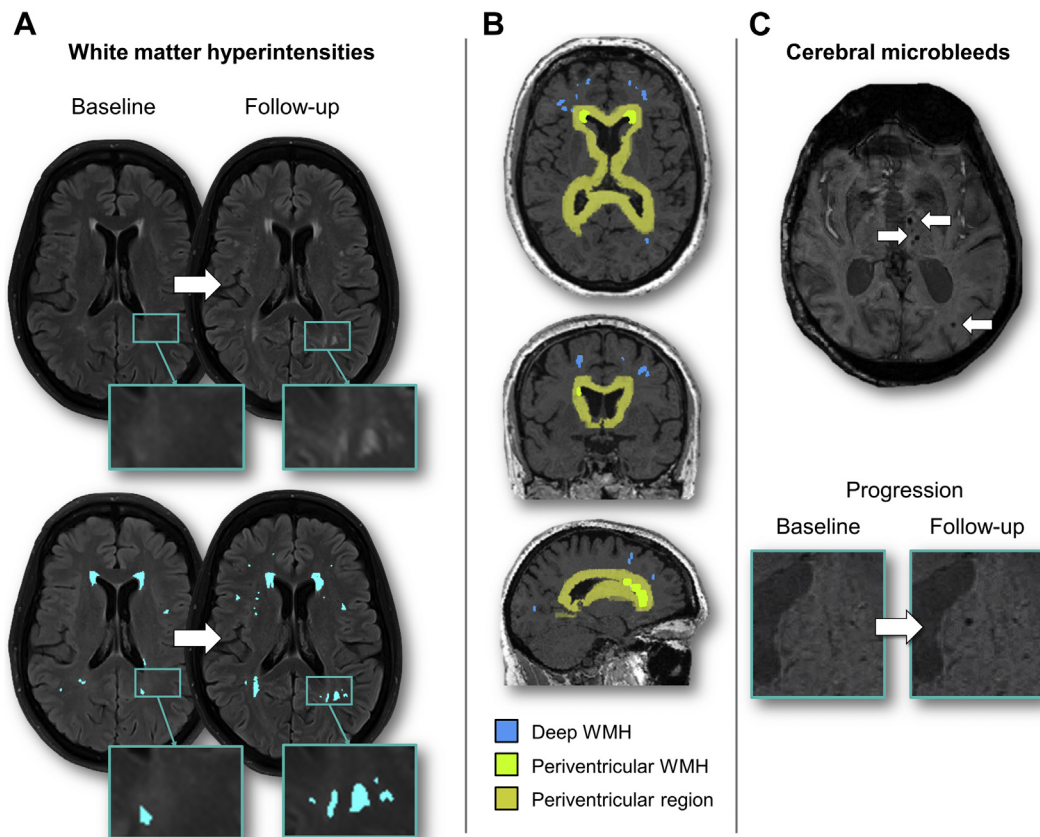 A
White matter hyperintensities
Baseline
Follow-up
B
Deep WMH
Periventricular WMH
Periventricular region
C
Cerebral microbleeds
Progression
Baseline
Follow-up